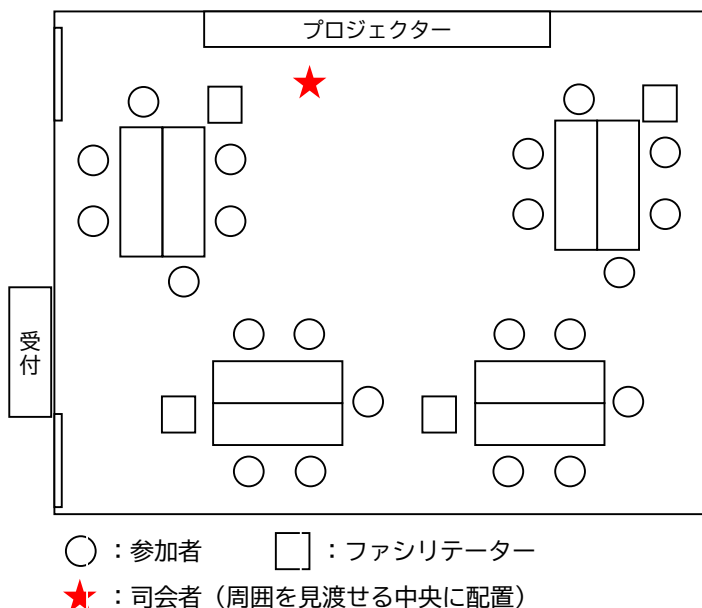 プロジェクター
受付
：参加者
：ファシリテーター
：司会者（周囲を見渡せる中央に配置）